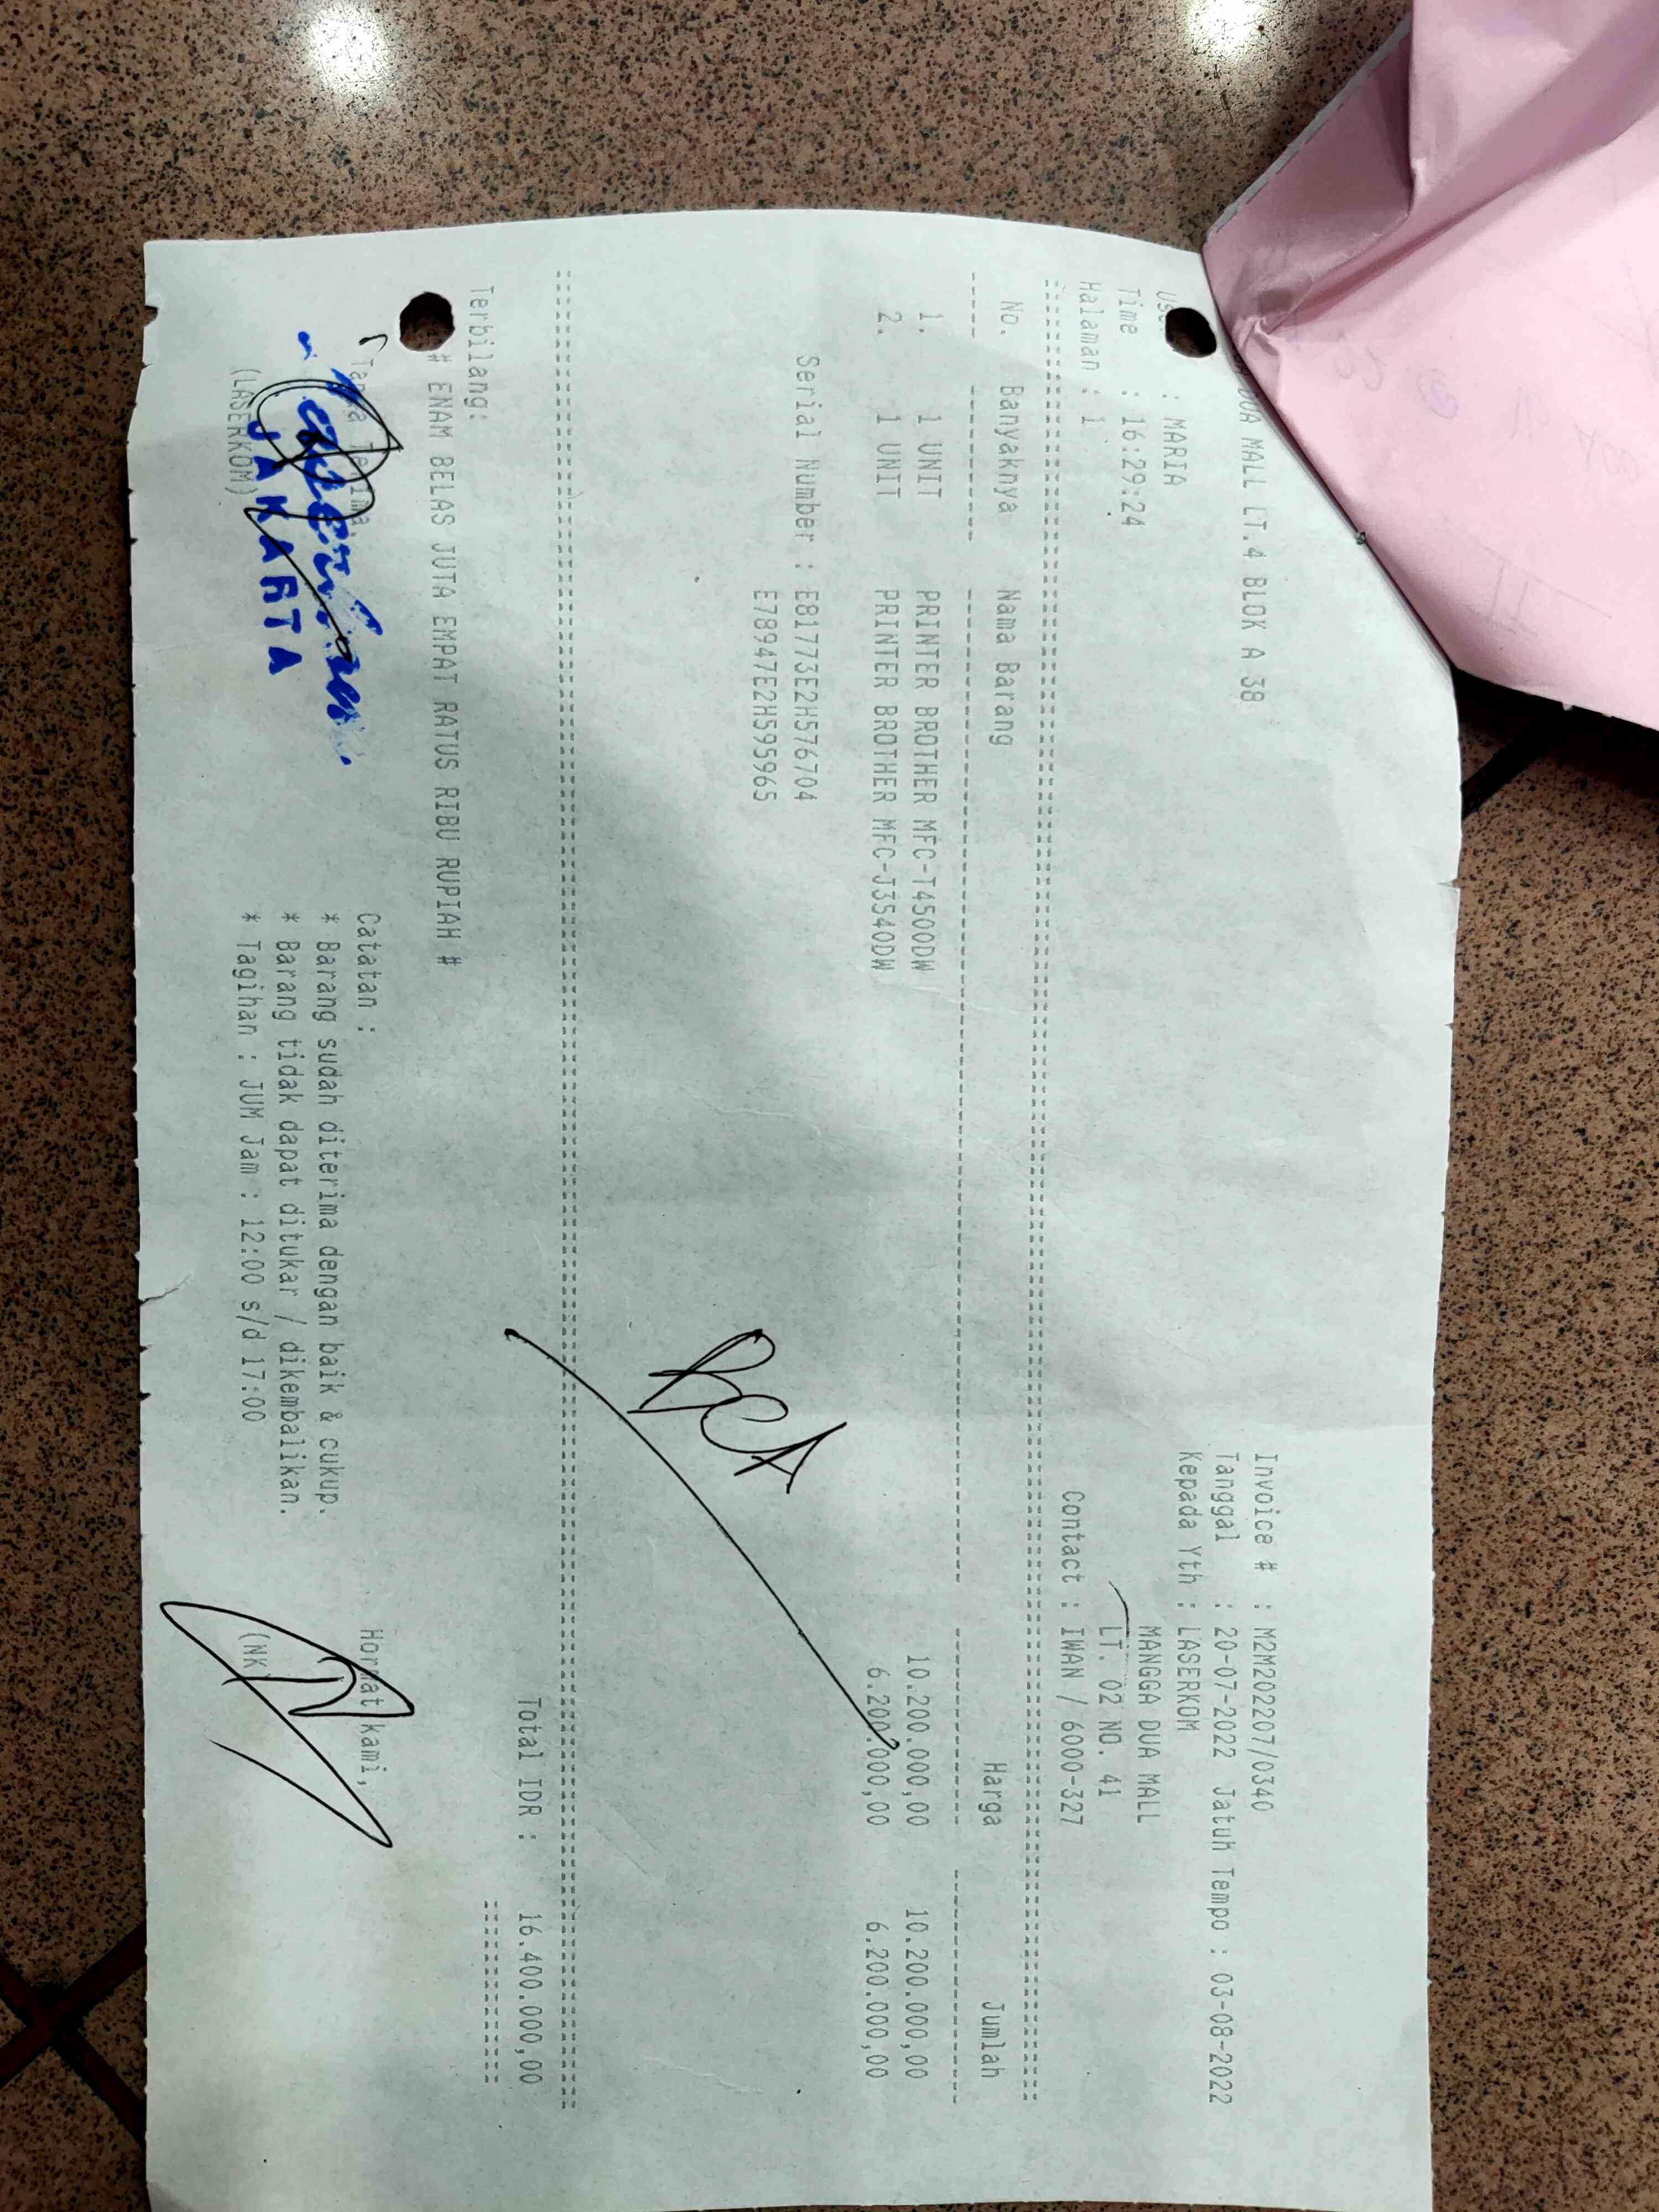 DUA MALL LT.4 BLOK A 38
Invoice # : M2M202207/0340
Tanggal : 20-07-2022 Jatuh Tempo : 03-08-2022
: MARIA
Kepada Yth : LASERKOM
Time : 16:29:24
MANGGA DUA MALL
Halaman : 1
LT. 02 NO. 41
Contact : IWAN / 6000-327
No. Banyaknya Nama Barang Harga Jumlah
1. 1 UNIT PRINTER BROTHER MFC-T4500DW 10.200.000,00 10.200.000,00
2. 1 UNIT PRINTER BROTHER MFC-J3540DW 6.200.000,00 6.200.000,00
Serial Number : E81773E2H576704
E78947E2H595965
BCA
Total IDR : 16.400.000,00
Terbilang:
# ENAM BELAS JUTA EMPAT RATUS RIBU RUPIAH #
Tanda Terima
Catatan :
Hormat kami,
* Barang sudah diterima dengan baik & cukup.
* Barang tidak dapat ditukar / dikembalikan.
JAKARTA
(LASERKOM)
* Tagihan : JUM Jam : 12:00 s/d 17:00
(NK